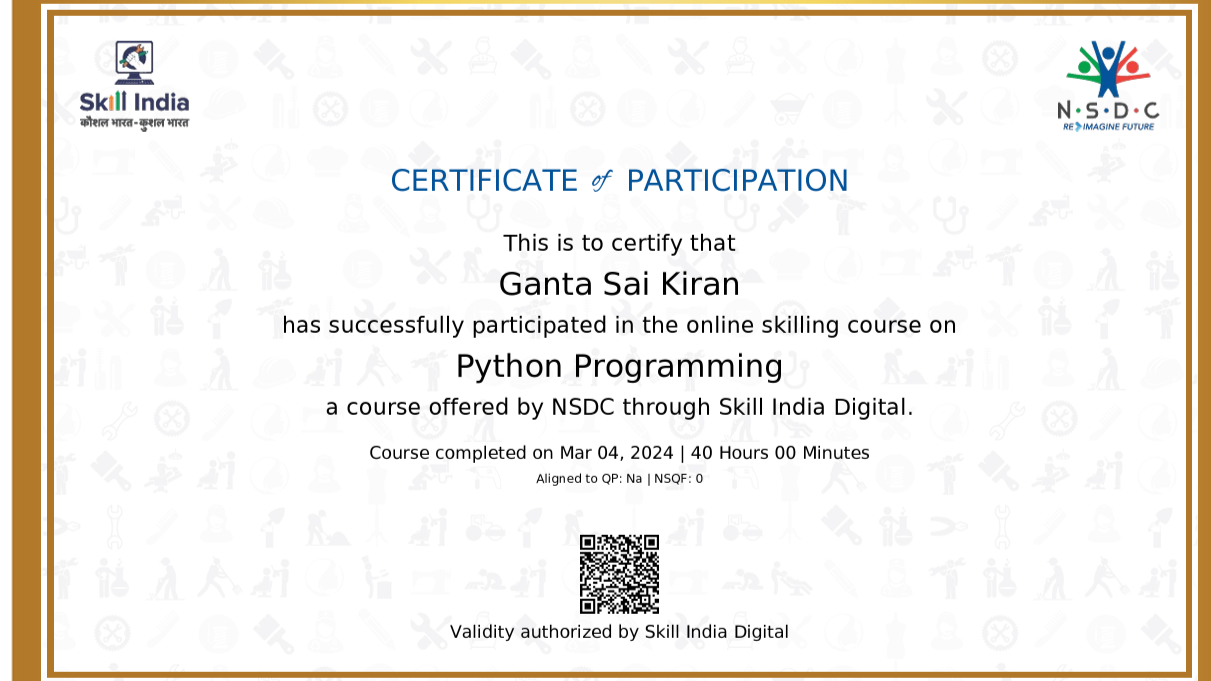 Skill India
कौशल भारत-कुशल भारत
N·S·D·C
RE IMAGINE FUTURE
CERTIFICATE of PARTICIPATION
This is to certify that
Ganta Sai Kiran
has successfully participated in the online skilling course on
Python Programming
a course offered by NSDC through Skill India Digital.
Course completed on Mar 04, 2024 | 40 Hours 00 Minutes
Aligned to QP: Na | NSQF: 0
Validity authorized by Skill India Digital